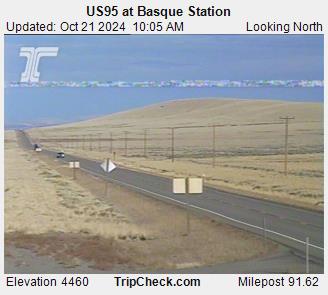 US95 at Basque Station
Updated: Oct 21 2024 10:05 AM Looking North
Elevation 4460 TripCheck.com Milepost 91.62